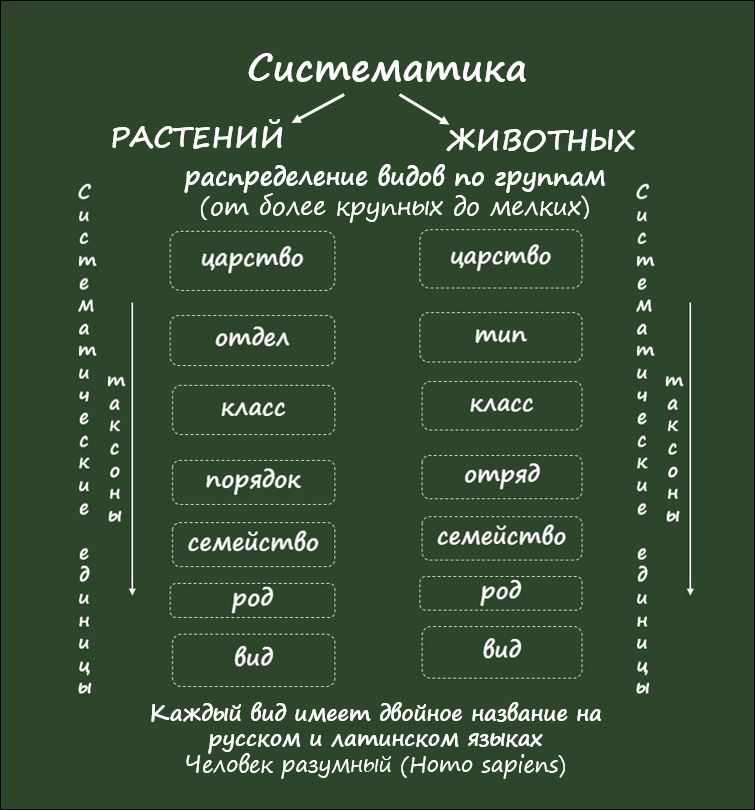 Систематика
РАСТЕНИЙ
ЖИВОТНЫХ
распределение видов по группам
(от более крупных до мелких)
Систематические единицы
таксоны
царство
отдел
класс
порядок
семейство
род
вид
царство
тип
класс
отряд
семейство
род
вид
Систематические единицы
таксоны
Каждый вид имеет двойное название на
русском и латинском языках
Человек разумный (Homo sapiens)